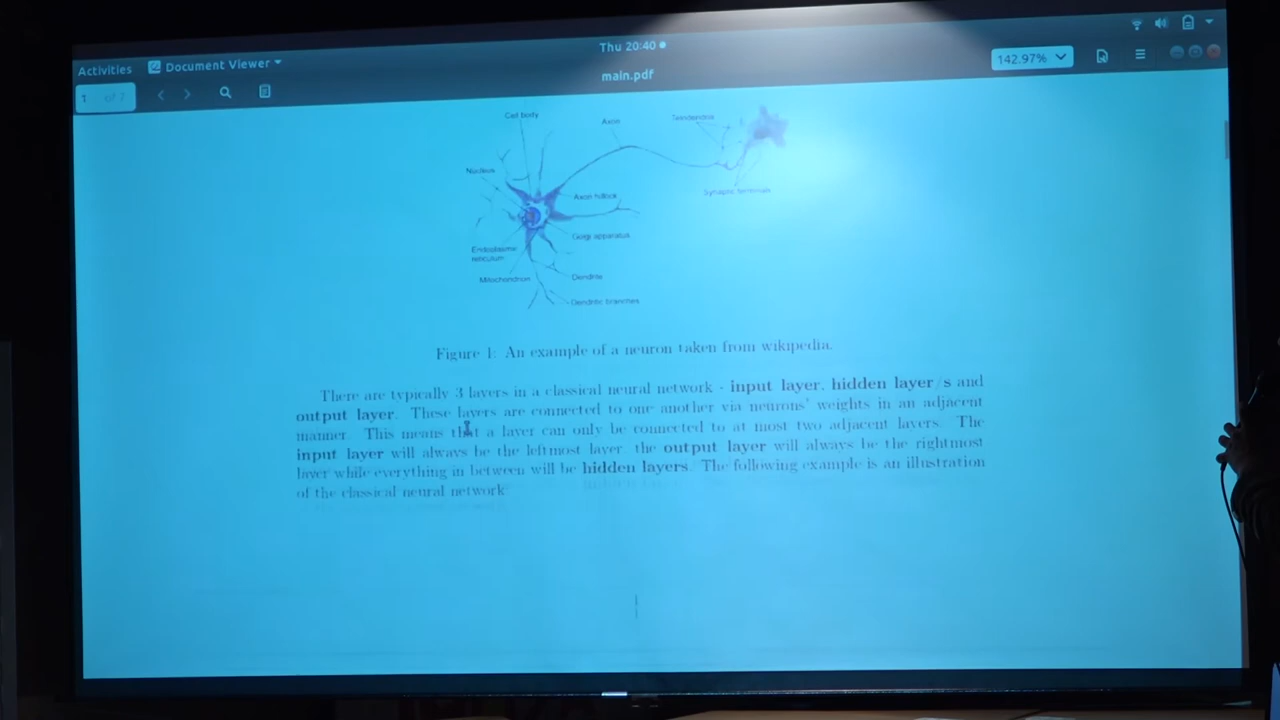 Thu 20:40
Activities
Document Viewer
142.97%
main.pdf
1 of 7
Cell body
Axon
Telodendria
Nucleus
Axon hillock
Synaptic terminals
Golgi apparatus
Endoplasmic
reticulum
Mitochondrion
Dendrite
Dendritic branches
Figure 1: An example of a neuron taken from wikipedia.
There are typically 3 layers in a classical neural network - input layer, hidden layer/s and
output layer. These layers are connected to one another via neurons' weights in an adjacent
manner. This means that a layer can only be connected to at most two adjacent layers. The
input layer will always be the leftmost layer, the output layer will always be the rightmost
layer while everything in between will be hidden layers. The following example is an illustration
of the classical neural network